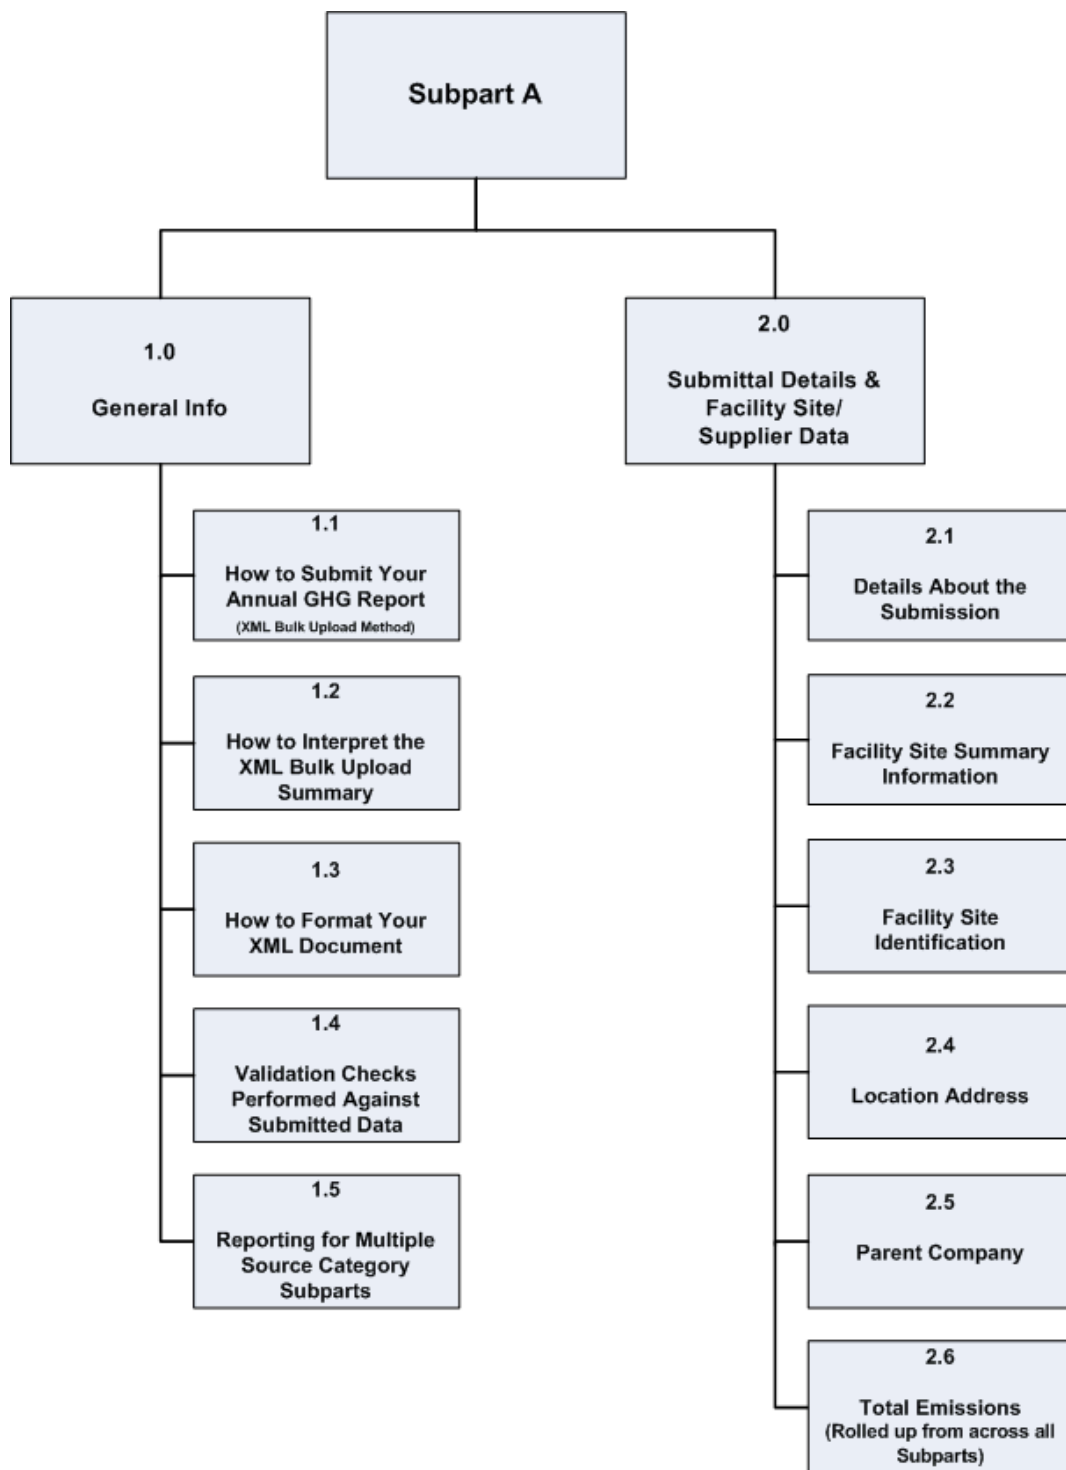 Subpart A
1.0
General Info
1.1
How to Submit Your
Annual GHG Report
(XML Bulk Upload Method)
1.2
How to Interpret the
XML Bulk Upload
Summary
1.3
How to Format Your
XML Document
1.4
Validation Checks
Performed Against
Submitted Data
1.5
Reporting for Multiple
Source Category
Subparts
2.0
Submittal Details &
Facility Site/
Supplier Data
2.1
Details About the
Submission
2.2
Facility Site Summary
Information
2.3
Facility Site
Identification
2.4
Location Address
2.5
Parent Company
2.6
Total Emissions
(Rolled up from across all
Subparts)